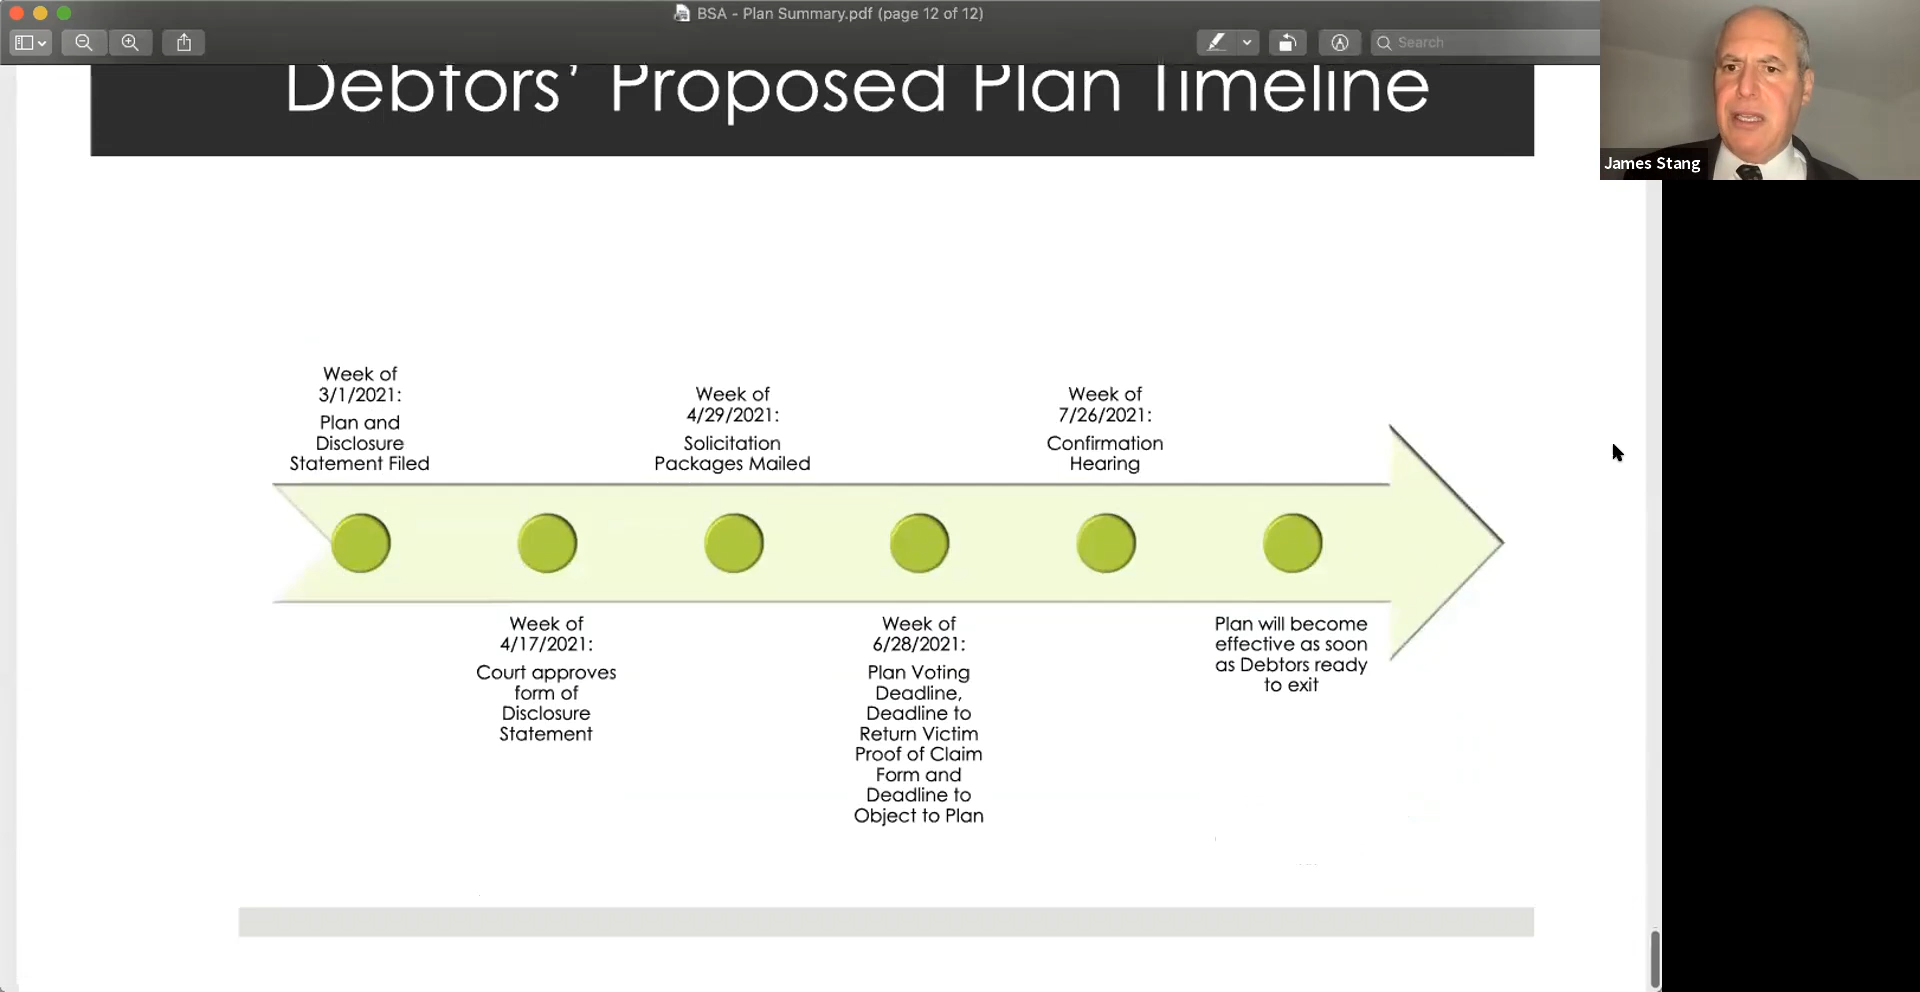 BSA - Plan Summary.pdf (page 12 of 12)
Search
James Stang
Debtors' Proposed Plan Timeline
Week of
3/1/2021:
Plan and
Disclosure
Statement Filed
Week of
4/17/2021:
Court approves
form of
Disclosure
Statement
Week of
4/29/2021:
Solicitation
Packages Mailed
Week of
6/28/2021:
Plan Voting
Deadline,
Deadline to
Return Victim
Proof of Claim
Form and
Deadline to
Object to Plan
Week of
7/26/2021:
Confirmation
Hearing
Plan will become
effective as soon
as Debtors ready
to exit